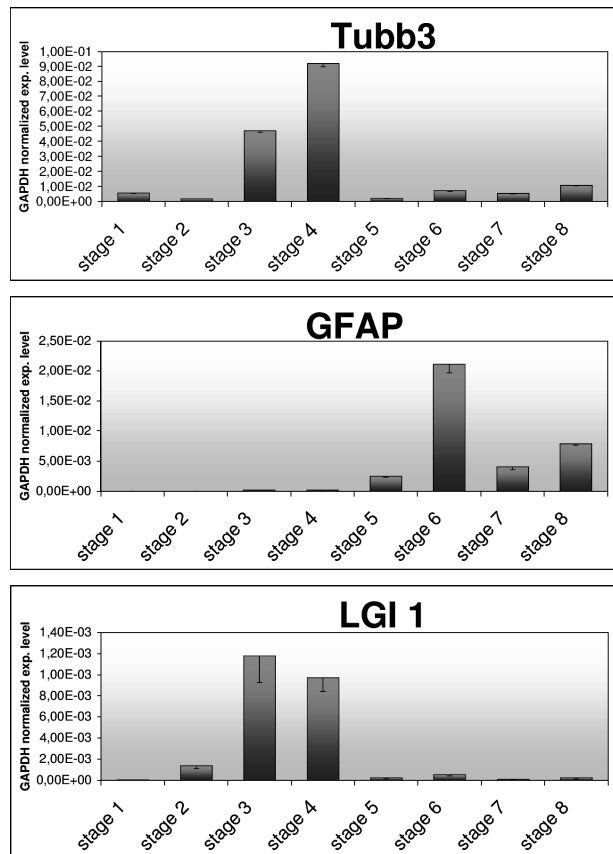 Tubb3
GAPDH normalized exp. level
1,00E-01
9,00E-02
8,00E-02
7,00E-02
6,00E-02
5,00E-02
4,00E-02
3,00E-02
2,00E-02
1,00E-02
0,00E+00
stage 1
stage 2
stage 3
stage 4
stage 5
stage 6
stage 7
stage 8
GFAP
GAPDH normalized exp. level
2,50E-02
2,00E-02
1,50E-02
1,00E-02
5,00E-03
0,00E+00
stage 1
stage 2
stage 3
stage 4
stage 5
stage 6
stage 7
stage 8
LGI 1
GAPDH normalized exp. level
1,40E-03
1,20E-03
1,00E-03
8,00E-04
6,00E-03
4,00E-03
2,00E-03
0,00E+00
stage 1
stage 2
stage 3
stage 4
stage 5
stage 6
stage 7
stage 8